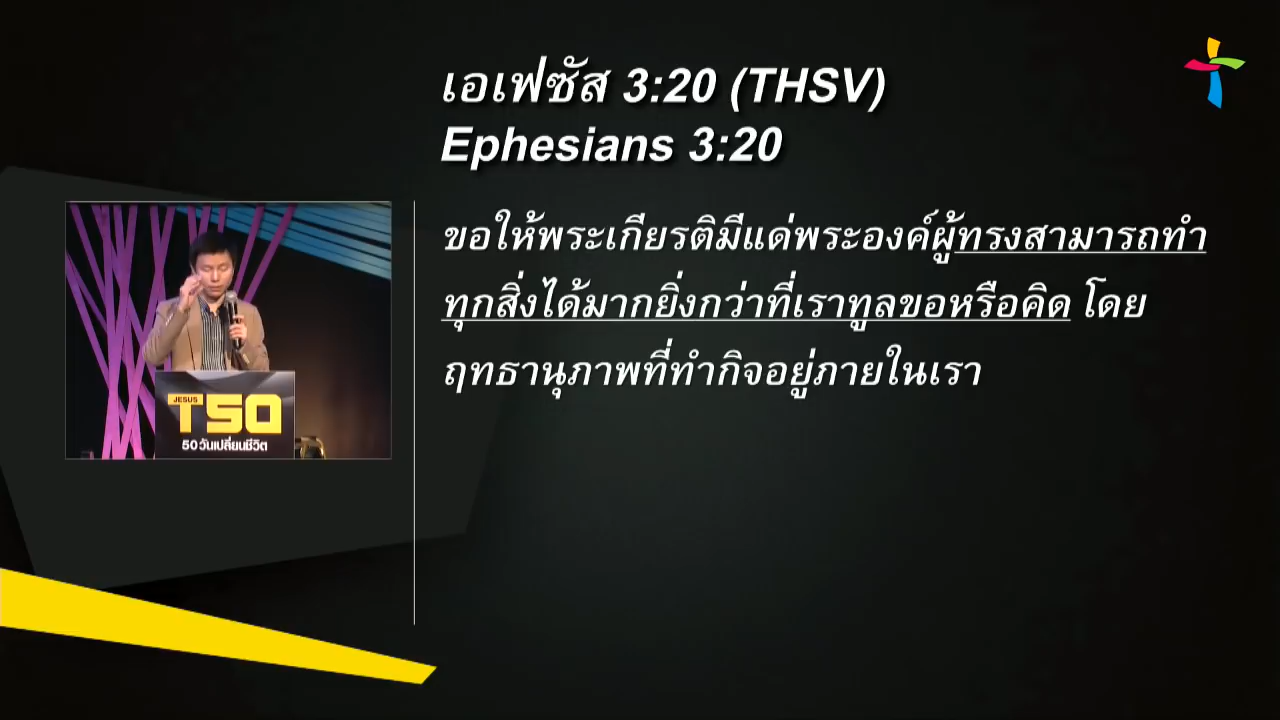 เอเฟซัส 3:20 (THSV)
Ephesians 3:20
ขอให้พระเกียรติมีแด่พระองค์ผู้ทรงสามารถทำ
ทุกสิ่งได้มากยิ่งกว่าที่เราทูลขอหรือคิด โดย
ฤทธานุภาพที่ทำกิจอยู่ภายในเรา
JESUS
T50
50 วันเปลี่ยนชีวิต